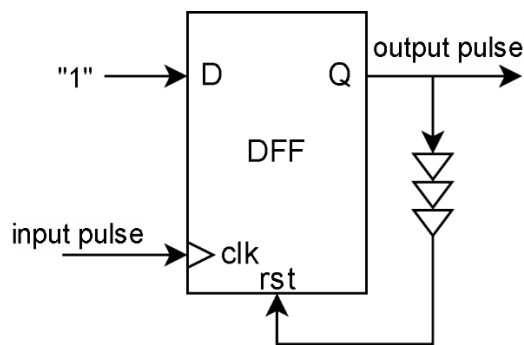 output pulse
"1"
D
Q
DFF
input pulse
clk
rst